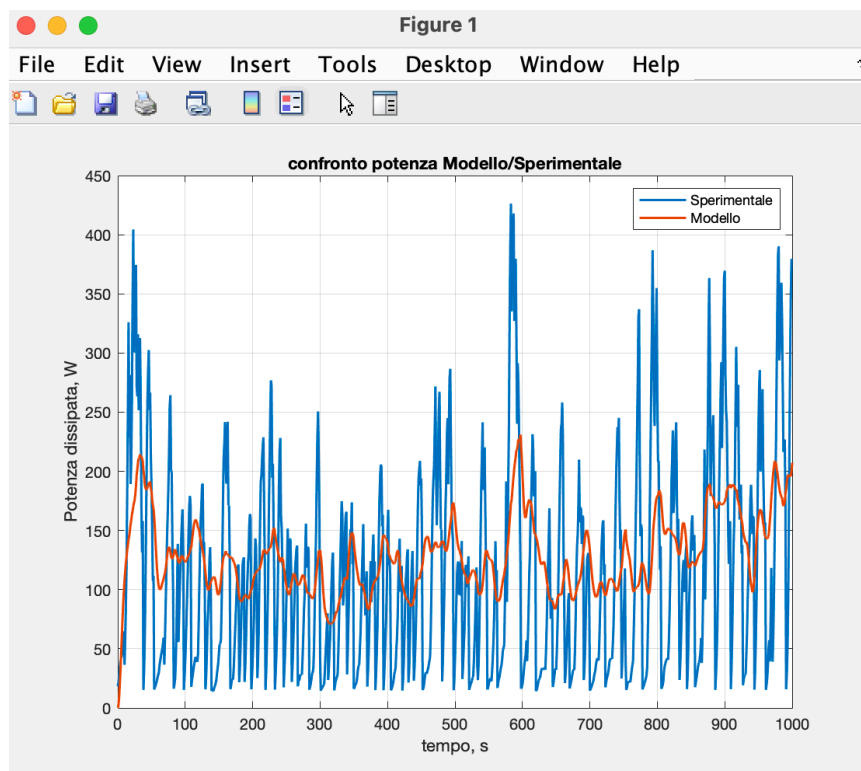 Figure 1
File Edit View Insert Tools Desktop Window Help
confronto potenza Modello/Sperimentale
450
400
350
300
250
200
150
100
50
0
Potenza dissipata, W
Sperimentale
Modello
0 100 200 300 400 500 600 700 800 900 1000
tempo, s